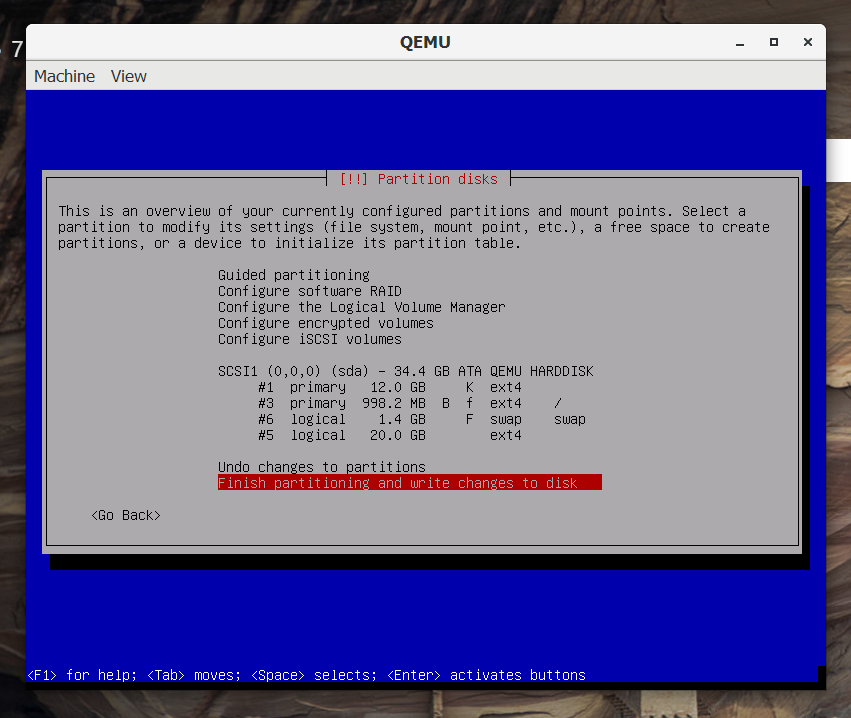 7
QEMU
Machine View
[!!] Partition disks
This is an overview of your currently configured partitions and mount points. Select a
partition to modify its settings (file system, mount point, etc.), a free space to create
partitions, or a device to initialize its partition table.
Guided partitioning
Configure software RAID
Configure the Logical Volume Manager
Configure encrypted volumes
Configure iSCSI volumes
SCSI1 (0,0,0) (sda) - 34.4 GB ATA QEMU HARDDISK
#1 primary 12.0 GB K ext4
#3 primary 998.2 MB B f ext4 /
#6 logical 1.4 GB F swap swap
#5 logical 20.0 GB ext4
Undo changes to partitions
Finish partitioning and write changes to disk
<Go Back>
<F1> for help; <Tab> moves; <Space> selects; <Enter> activates buttons